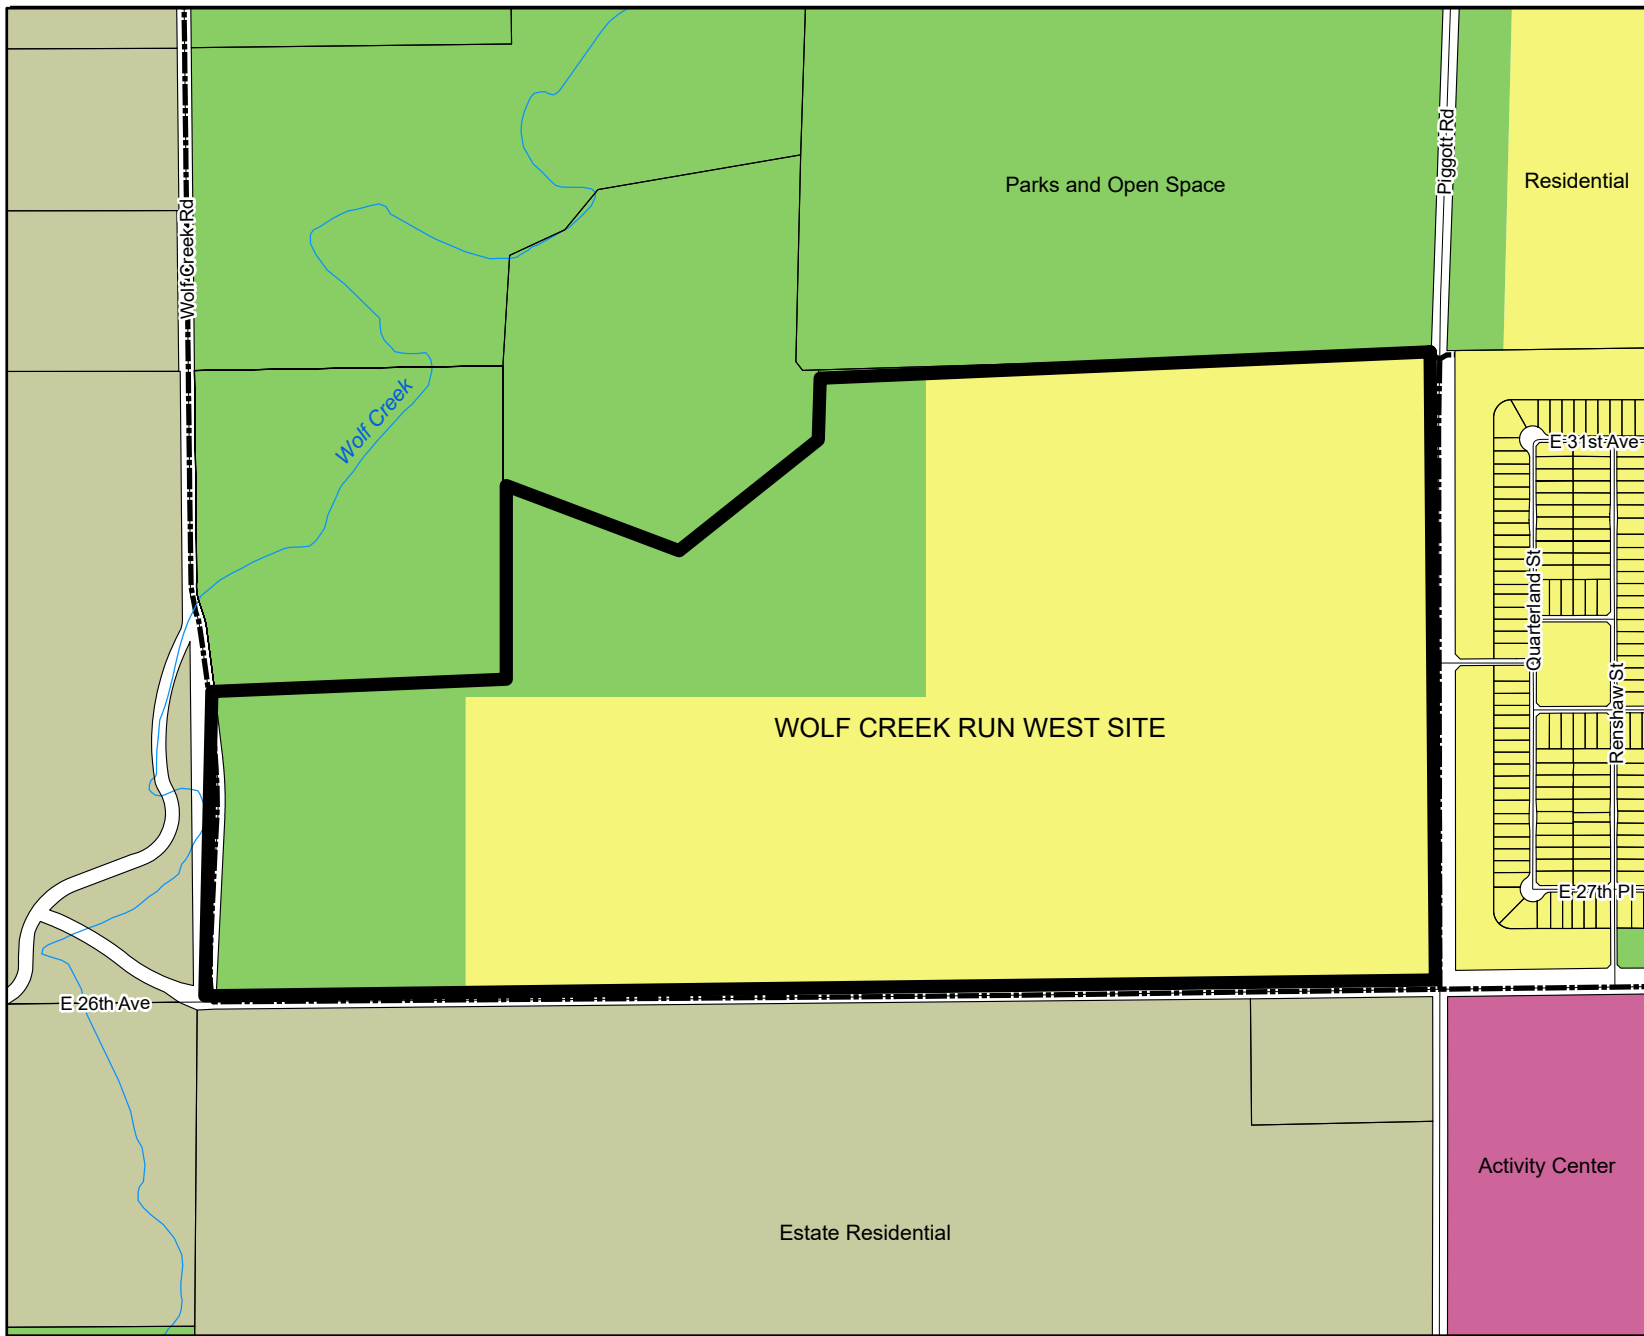 Piggott Rd
Parks and Open Space
Residential
Wolf Creek Rd
Wolf Creek
E 31st Ave
Quarterland St
Renshaw St
WOLF CREEK RUN WEST SITE
E 27th Pl
E 26th Ave
Activity Center
Estate Residential